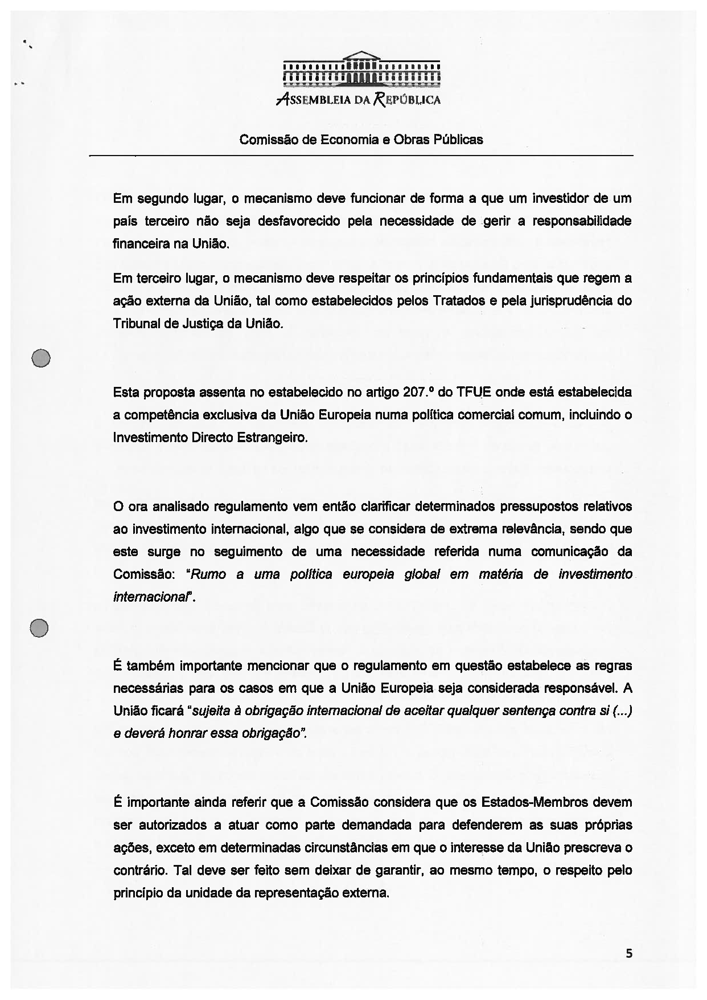 ASSEMBLEIA DA REPÚBLICA
Comissão de Economia e Obras Públicas
Em segundo lugar, o mecanismo deve funcionar de forma a que um investidor de um
país terceiro não seja desfavorecido pela necessidade de gerir a responsabilidade
financeira na União.
Em terceiro lugar, o mecanismo deve respeitar os princípios fundamentais que regem a
ação externa da União, tal como estabelecidos pelos Tratados e pela jurisprudência do
Tribunal de Justiça da União.
Esta proposta assenta no estabelecido no artigo 207.º do TFUE onde está estabelecida
a competência exclusiva da União Europeia numa política comercial comum, incluindo o
Investimento Directo Estrangeiro.
O ora analisado regulamento vem então clarificar determinados pressupostos relativos
ao investimento internacional, algo que se considera de extrema relevância, sendo que
este surge no seguimento de uma necessidade referida numa comunicação da
Comissão: "Rumo a uma política europeia global em matéria de investimento
internacional".
É também importante mencionar que o regulamento em questão estabelece as regras
necessárias para os casos em que a União Europeia seja considerada responsável. A
União ficará "sujeita à obrigação internacional de aceitar qualquer sentença contra si (...)
e deverá honrar essa obrigação".
É importante ainda referir que a Comissão considera que os Estados-Membros devem
ser autorizados a atuar como parte demandada para defenderem as suas próprias
ações, exceto em determinadas circunstâncias em que o interesse da União prescreva o
contrário. Tal deve ser feito sem deixar de garantir, ao mesmo tempo, o respeito pelo
princípio da unidade da representação externa.
5